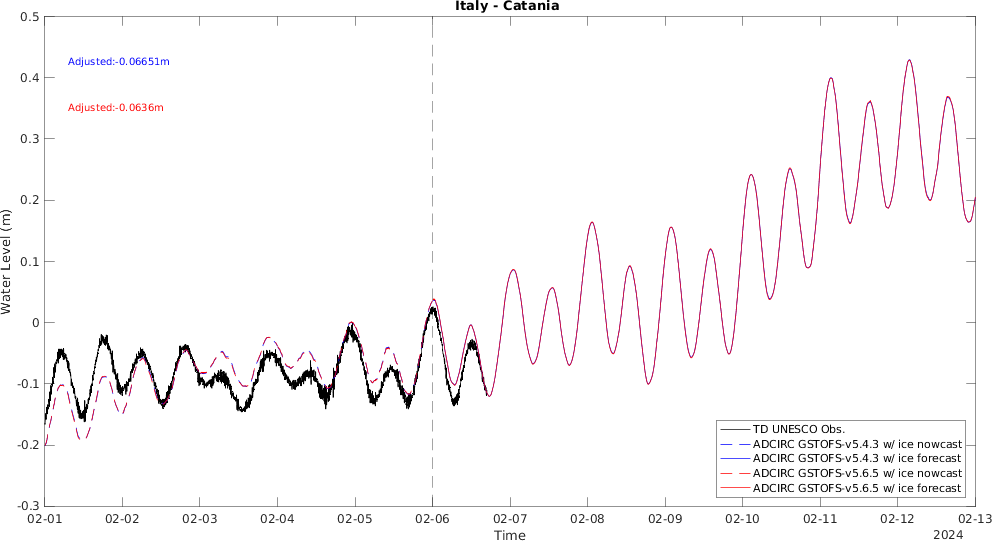 Italy - Catania
Adjusted:-0.06651m
Adjusted:-0.0636m
Water Level (m)
0.5
0.4
0.3
0.2
0.1
0
-0.1
-0.2
-0.3
TD UNESCO Obs.
ADCIRC GSTOFS-v5.4.3 w/ ice nowcast
ADCIRC GSTOFS-v5.4.3 w/ ice forecast
ADCIRC GSTOFS-v5.6.5 w/ ice nowcast
ADCIRC GSTOFS-v5.6.5 w/ ice forecast
02-01 02-02 02-03 02-04 02-05 02-06 02-07 02-08 02-09 02-10 02-11 02-12 02-13
Time
2024